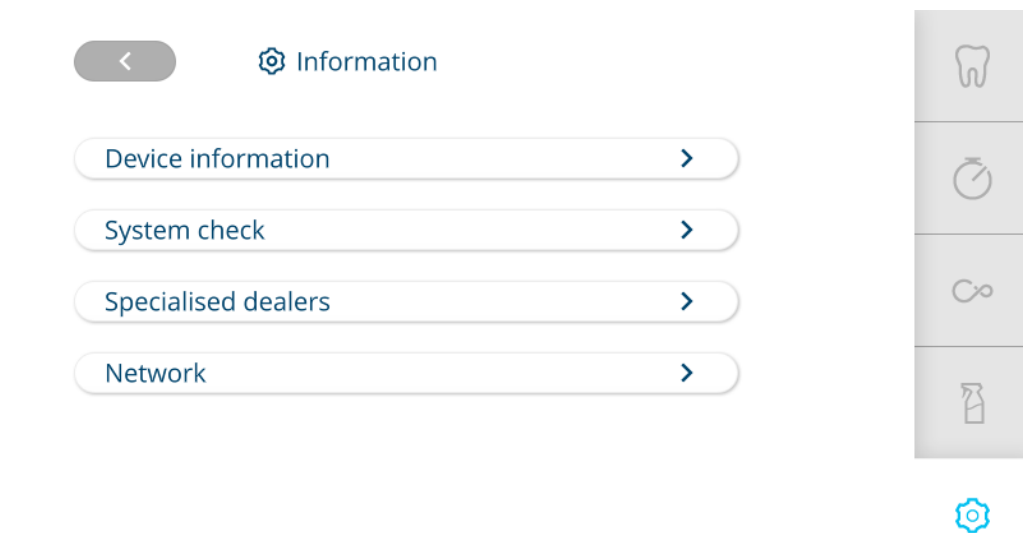 Information
Device information
System check
Specialised dealers
Network